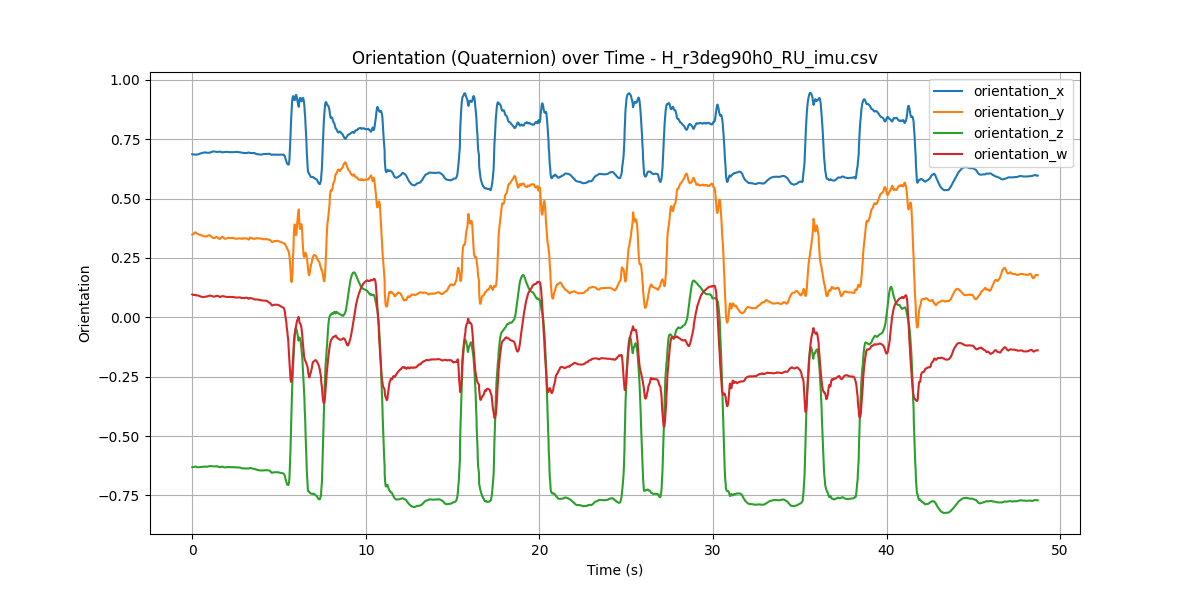 Orientation (Quaternion) over Time - H_r3deg90h0_RU_imu.csv
1.00
0.75
0.50
0.25
0.00
−0.25
−0.50
−0.75
Orientation
orientation_x
orientation_y
orientation_z
orientation_w
0 10 20 30 40 50
Time (s)